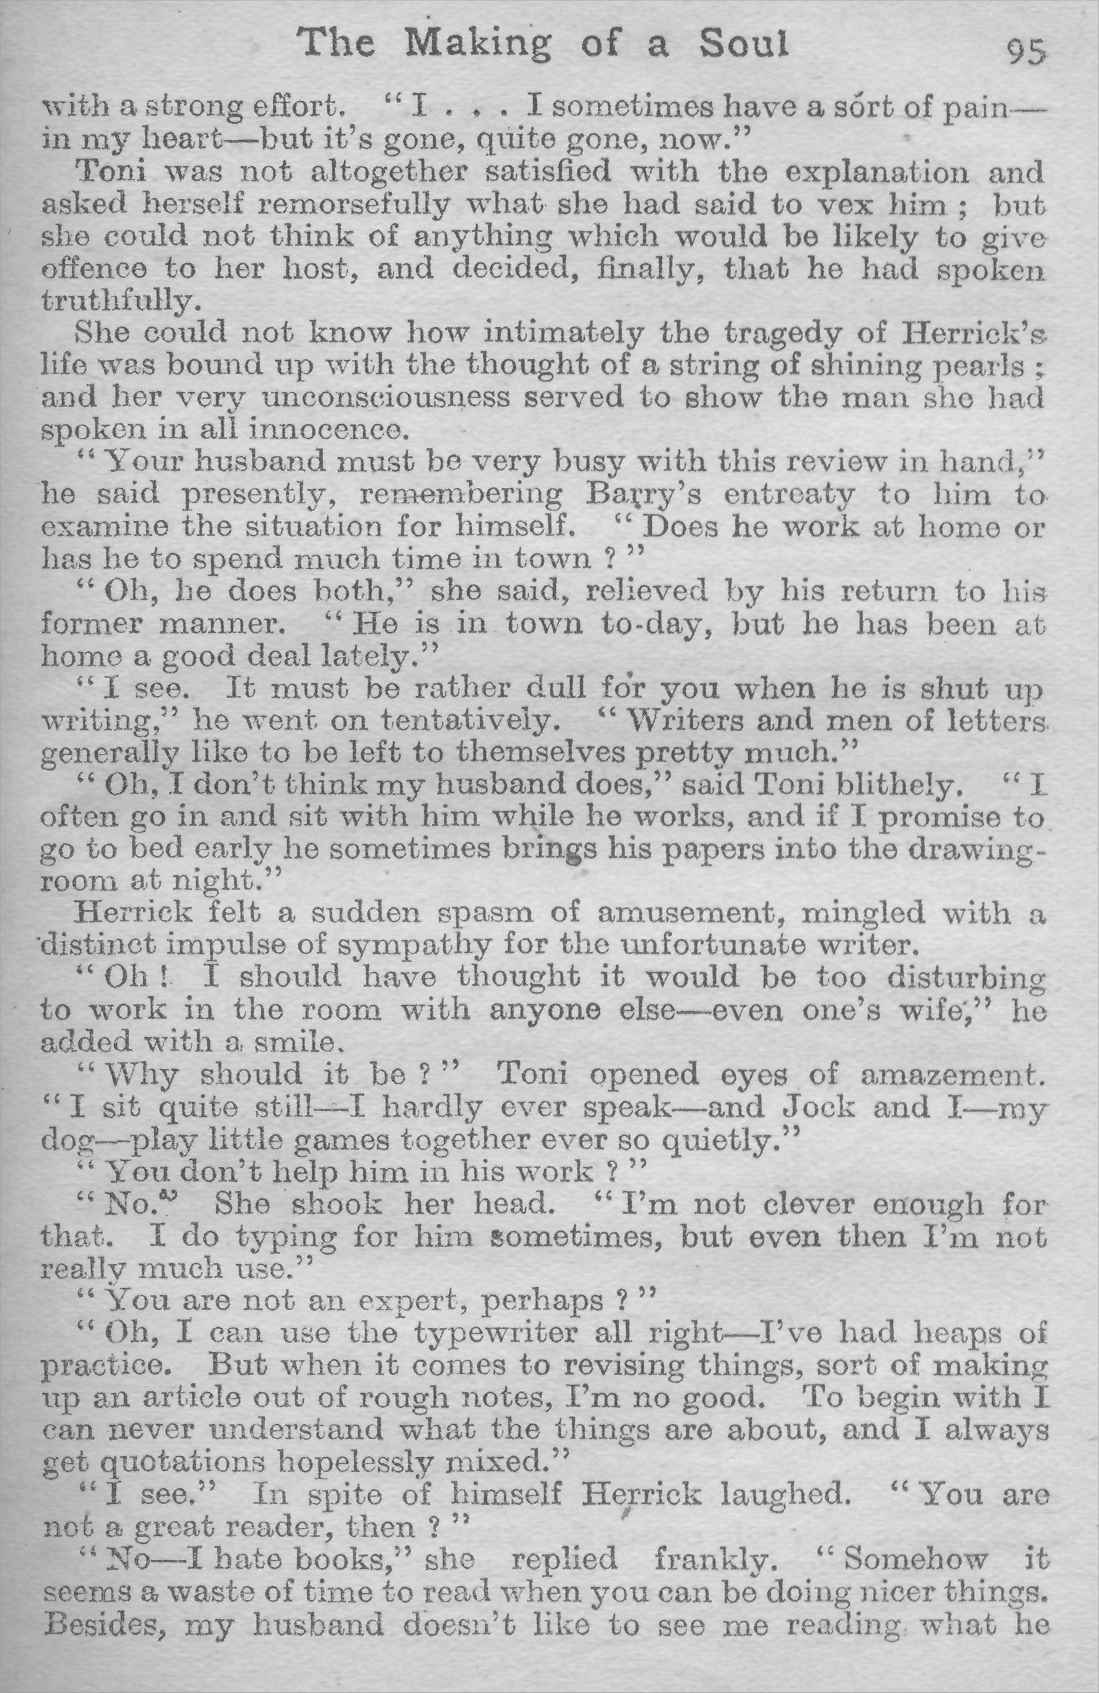 The Making of a Soul 95
with a strong effort. “ I . . . I sometimes have a sort of pain—
in my heart—but it’s gone, quite gone, now.”
Toni was not altogether satisfied with the explanation and
asked herself remorsefully what she had said to vex him ; but
she could not think of anything which would be likely to give
offence to her host, and decided, finally, that he had spoken
truthfully.
She could not know how intimately the tragedy of Herrick’s
life was bound up with the thought of a string of shining pearls ;
and her very unconsciousness served to show the man she had
spoken in all innocence.
“ Your husband must be very busy with this review in hand,”
he said presently, remembering Barry’s entreaty to him to
examine the situation for himself. “ Does he work at home or
has he to spend much time in town ? ”
“ Oh, he does both,” she said, relieved by his return to his
former manner. “ He is in town to-day, but he has been at
home a good deal lately.”
“ I see. It must be rather dull for you when he is shut up
writing,” he went on tentatively. “ Writers and men of letters
generally like to be left to themselves pretty much.”
“ Oh, I don’t think my husband does,” said Toni blithely. “ I
often go in and sit with him while he works, and if I promise to
go to bed early he sometimes brings his papers into the drawing-
room at night.”
Herrick felt a sudden spasm of amusement, mingled with a
distinct impulse of sympathy for the unfortunate writer.
“ Oh ! I should have thought it would be too disturbing
to work in the room with anyone else—even one’s wife,” he
added with a smile.
“ Why should it be ? ” Toni opened eyes of amazement.
“ I sit quite still—I hardly ever speak—and Jock and I—my
dog—play little games together ever so quietly.”
“ You don’t help him in his work ? ”
“ No.” She shook her head. “ I’m not clever enough for
that. I do typing for him sometimes, but even then I’m not
really much use.”
“ You are not an expert, perhaps ? ”
“ Oh, I can use the typewriter all right—I’ve had heaps of
practice. But when it comes to revising things, sort of making
up an article out of rough notes, I’m no good. To begin with I
can never understand what the things are about, and I always
get quotations hopelessly mixed.”
“ I see.” In spite of himself Herrick laughed. “ You are
not a great reader, then ? ”
“ No—I hate books,” she replied frankly. “ Somehow it
seems a waste of time to read when you can be doing nicer things.
Besides, my husband doesn’t like to see me reading what he